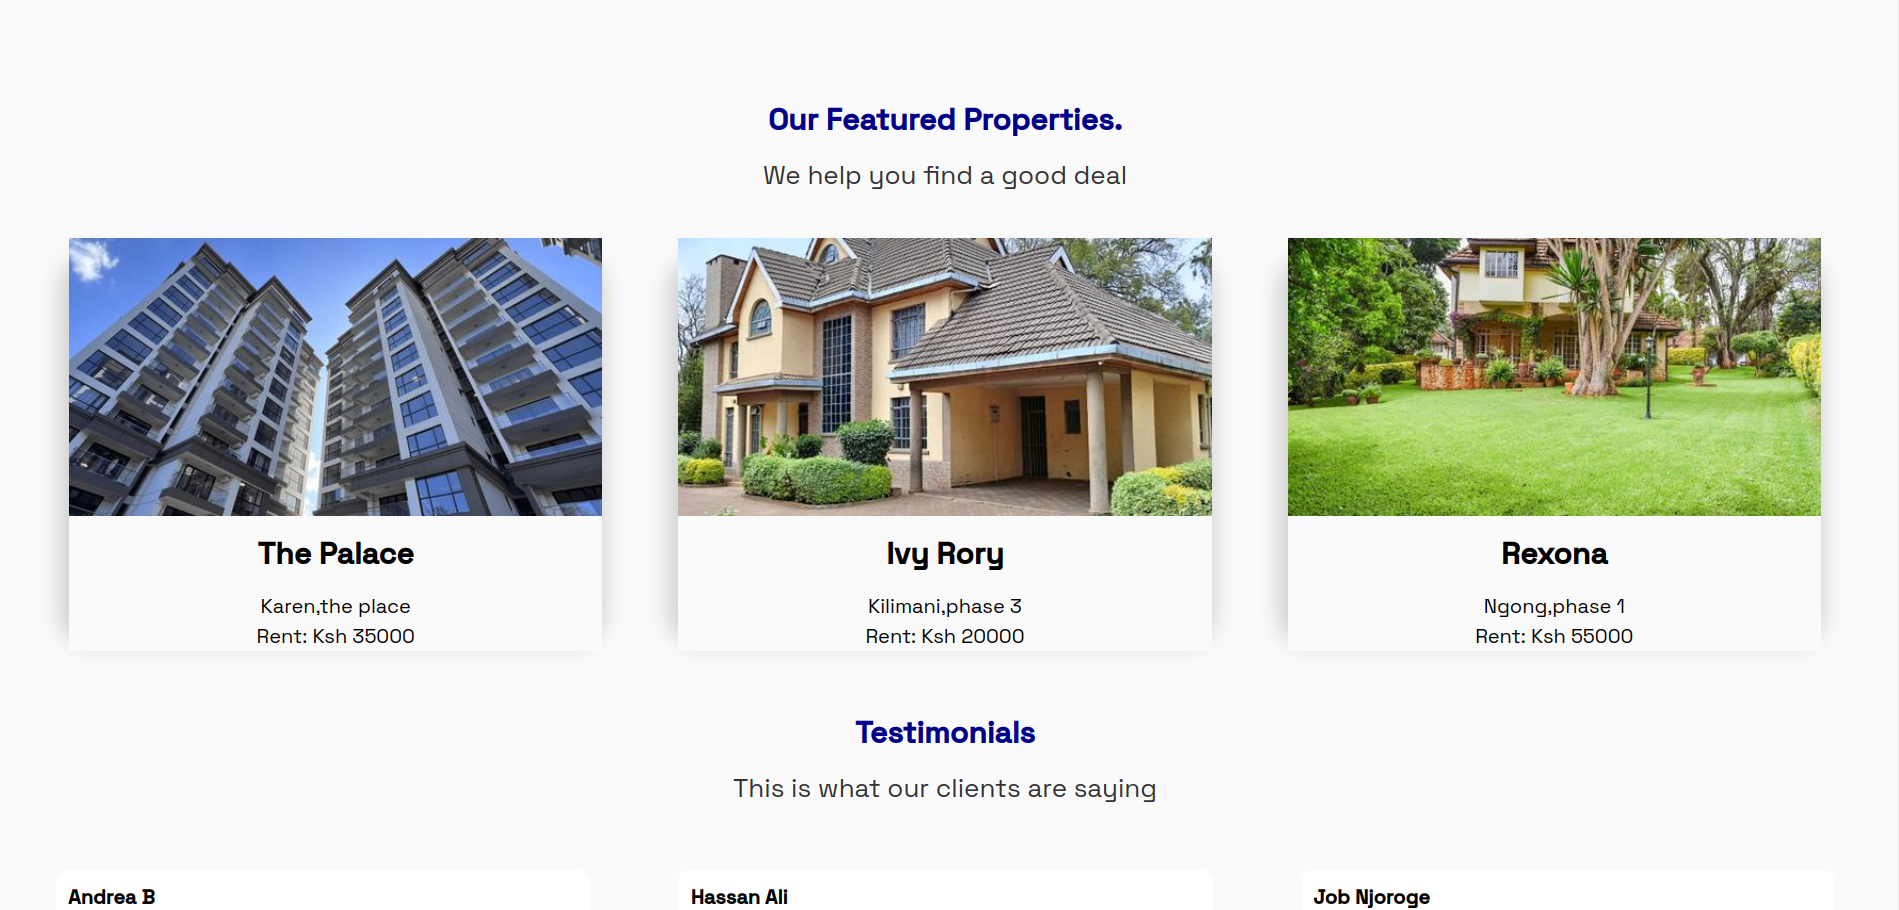 Our Featured Properties.
We help you find a good deal
The Palace
Karen,the place
Rent: Ksh 35000
Ivy Rory
Kilimani,phase 3
Rent: Ksh 20000
Rexona
Ngong,phase 1
Rent: Ksh 55000
Testimonials
This is what our clients are saying
Andrea B
Hassan Ali
Job Njoroge